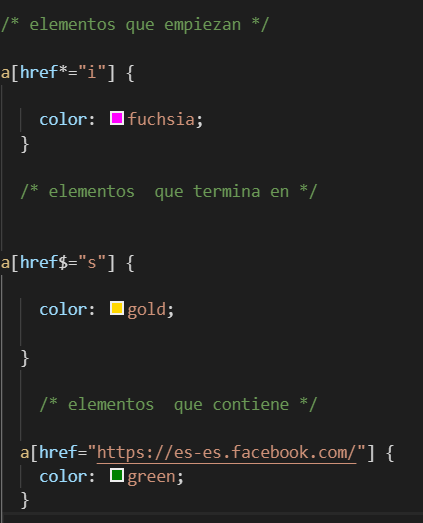 /* elementos que empiezan */
a[href*="i"] {
color: fuchsia;
}
/* elementos  que termina en */
a[href$="s"] {
color: gold;
}
/* elementos  que contiene */
a[href="https://es-es.facebook.com/"] {
color: green;
}